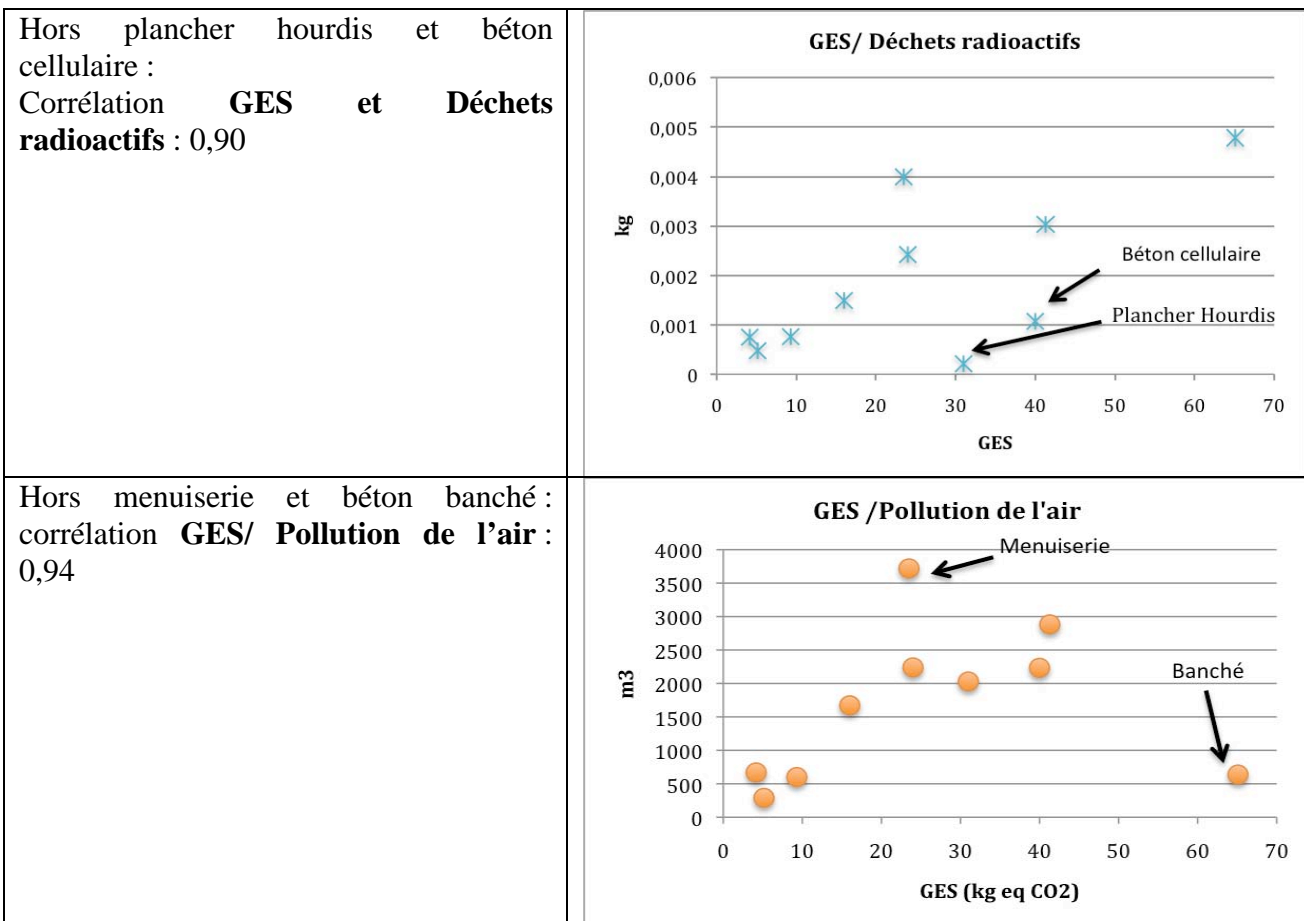 Hors plancher hourdis et béton
cellulaire :
Corrélation GES et Déchets
radioactifs : 0,90
GES/ Déchets radioactifs
0,006
0,005
0,004
0,003
0,002
0,001
0
kg
Béton cellulaire
Plancher Hourdis
0 10 20 30 40 50 60 70
GES
Hors menuiserie et béton banché :
corrélation GES/ Pollution de l’air :
0,94
GES /Pollution de l'air
4000
3500
3000
2500
2000
1500
1000
500
0
m3
Menuiserie
Banché
0 10 20 30 40 50 60 70
GES (kg eq CO2)